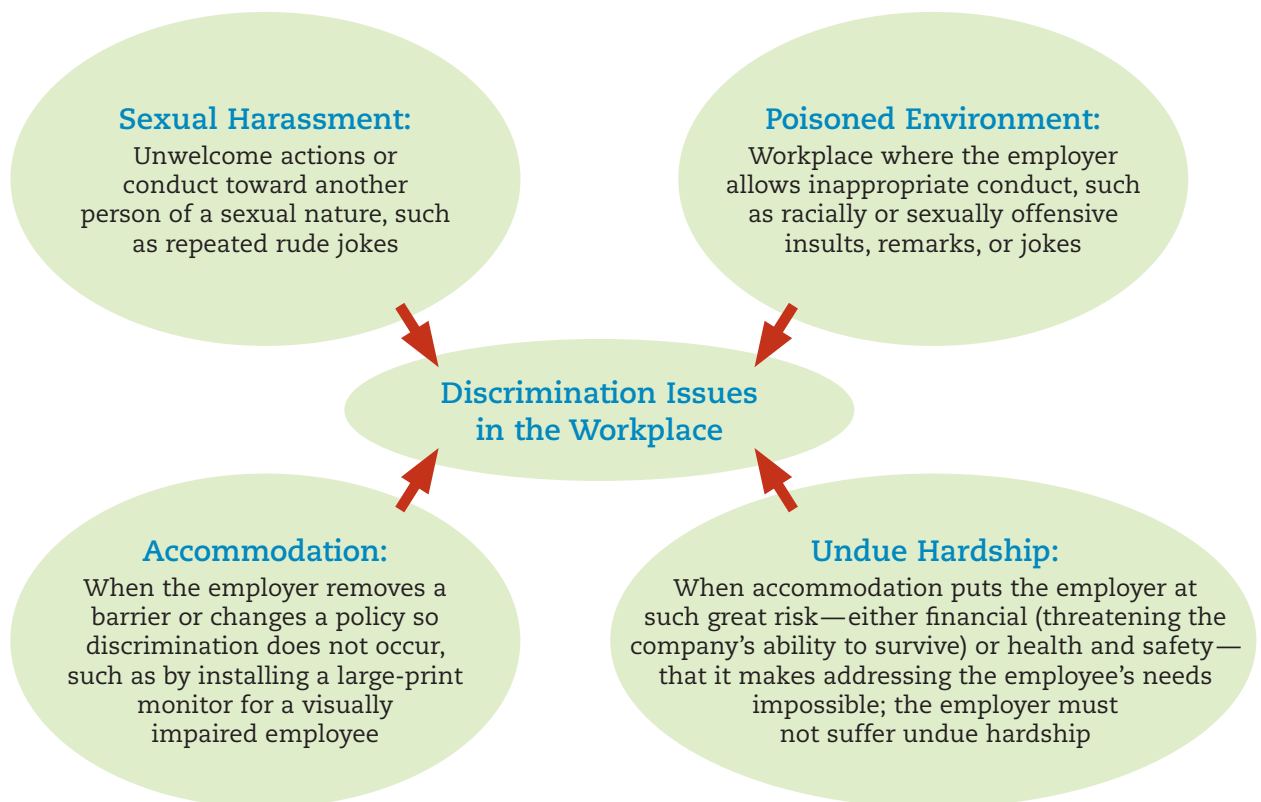 Sexual Harassment:
Unwelcome actions or
conduct toward another
person of a sexual nature, such
as repeated rude jokes
Poisoned Environment:
Workplace where the employer
allows inappropriate conduct, such
as racially or sexually offensive
insults, remarks, or jokes
Discrimination Issues
in the Workplace
Accommodation:
When the employer removes a
barrier or changes a policy so
discrimination does not occur,
such as by installing a large-print
monitor for a visually
impaired employee
Undue Hardship:
When accommodation puts the employer at
such great risk—either financial (threatening the
company’s ability to survive) or health and safety—
that it makes addressing the employee’s needs
impossible; the employer must
not suffer undue hardship